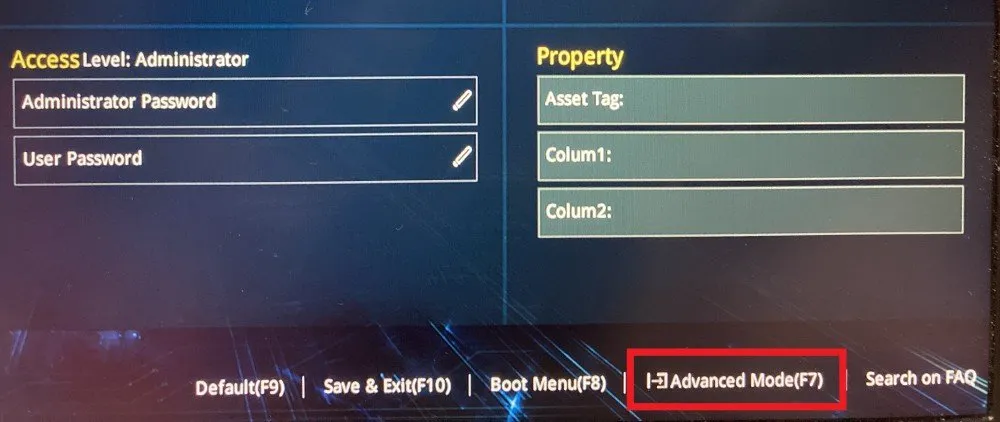 Access Level: Administrator
Administrator Password
User Password
Property
Asset Tag:
Colum1:
Colum2:
Default(F9) | Save & Exit(F10) | Boot Menu(F8) | Advanced Mode(F7) | Search on FAQ